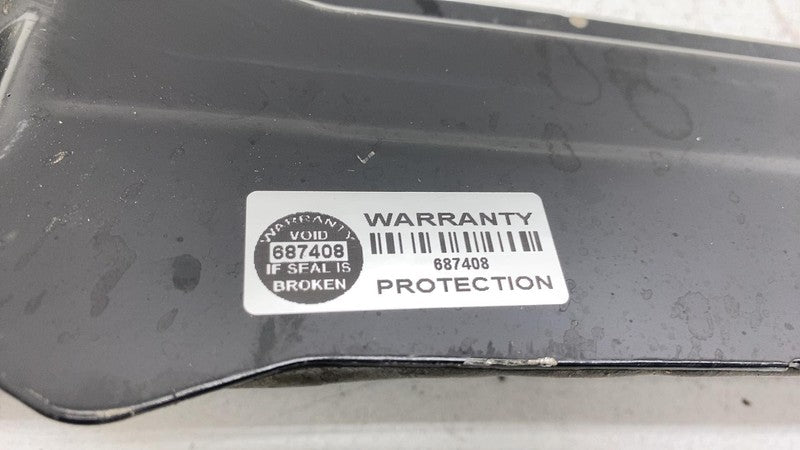 WARRANTY
VOID
687408
IF SEAL IS
BROKEN
WARRANTY
687408
PROTECTION